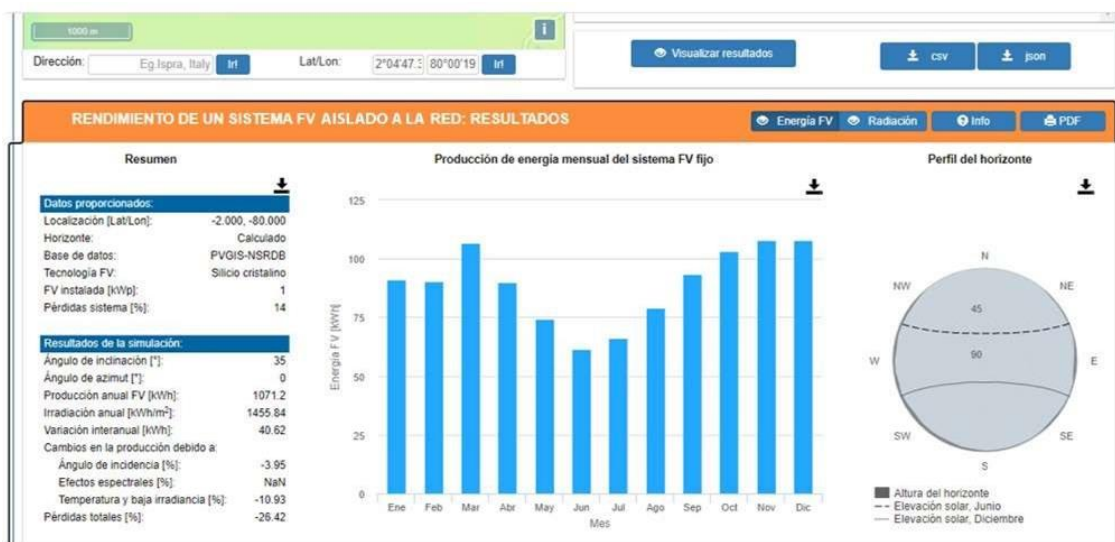 1000 m
i
Dirección: Eg.Ispra, Italy Ir! Lat/Lon: 2°04'47.3 80°00'19 Ir!
Visualizar resultados
csv
json
RENDIMIENTO DE UN SISTEMA FV AISLADO A LA RED: RESULTADOS
Energía FV
Radiación
Info
PDF
Resumen
Datos proporcionados:
Localización [Lat/Lon]: -2.000, -80.000
Horizonte: Calculado
Base de datos: PVGIS-NSRDB
Tecnología FV: Silicio cristalino
FV instalada [kWp]: 1
Pérdidas sistema [%]: 14
Resultados de la simulación:
Ángulo de inclinación [°]: 35
Ángulo de azimut [°]: 0
Producción anual FV [kWh]: 1071.2
Irradiación anual [kWh/m²]: 1455.84
Variación interanual [kWh]: 40.62
Cambios en la producción debido a:
Ángulo de incidencia [%]: -3.95
Efectos espectrales [%]: NaN
Temperatura y baja irradiancia [%]: -10.93
Pérdidas totales [%]: -26.42
Producción de energía mensual del sistema FV fijo
125
100
75
50
25
0
Energía FV [kWh]
Ene Feb Mar Abr May Jun Jul Ago Sep Oct Nov Dic
Mes
Perfil del horizonte
N
NW NE
45
90
W E
SW SE
S
Altura del horizonte
Elevación solar, Junio
Elevación solar, Diciembre